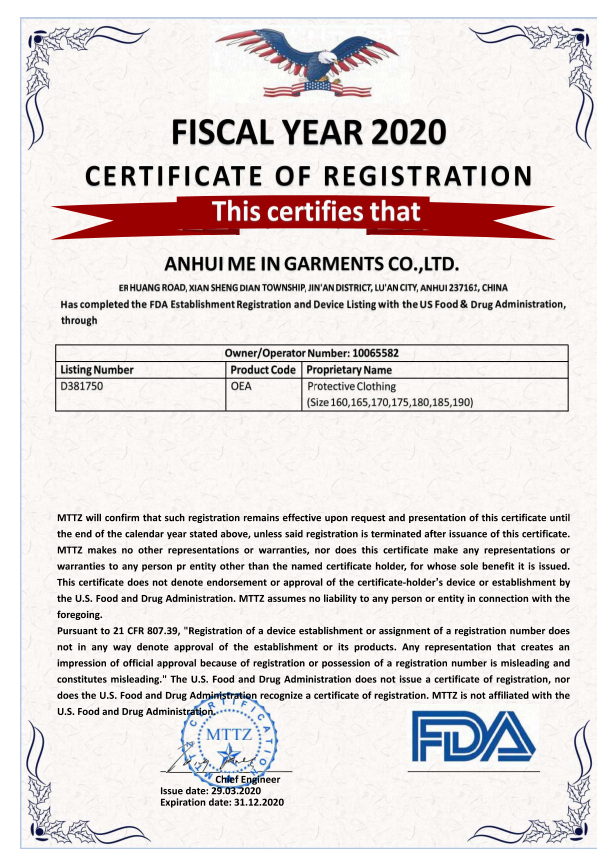 FISCAL YEAR 2020
CERTIFICATE OF REGISTRATION
This certifies that
ANHUI ME IN GARMENTS CO.,LTD.
ER HUANG ROAD, XIAN SHENG DIAN TOWNSHIP, JIN'AN DISTRICT, LU'AN CITY, ANHUI 237161, CHINA
Has completed the FDA Establishment Registration and Device Listing with the US Food & Drug Administration,
through
Owner/Operator Number: 10065582
Listing Number Product Code Proprietary Name
D381750 OEA Protective Clothing
(Size 160,165,170,175,180,185,190)
MTTZ will confirm that such registration remains effective upon request and presentation of this certificate until
the end of the calendar year stated above, unless said registration is terminated after issuance of this certificate.
MTTZ makes no other representations or warranties, nor does this certificate make any representations or
warranties to any person pr entity other than the named certificate holder, for whose sole benefit it is issued.
This certificate does not denote endorsement or approval of the certificate-holder's device or establishment by
the U.S. Food and Drug Administration. MTTZ assumes no liability to any person or entity in connection with the
foregoing.
Pursuant to 21 CFR 807.39, "Registration of a device establishment or assignment of a registration number does
not in any way denote approval of the establishment or its products. Any representation that creates an
impression of official approval because of registration or possession of a registration number is misleading and
constitutes misleading." The U.S. Food and Drug Administration does not issue a certificate of registration, nor
does the U.S. Food and Drug Administration recognize a certificate of registration. MTTZ is not affiliated with the
U.S. Food and Drug Administration.
CERTIFICATION
MTTZ
FDA
Chief Engineer
Issue date: 29.03.2020
Expiration date: 31.12.2020